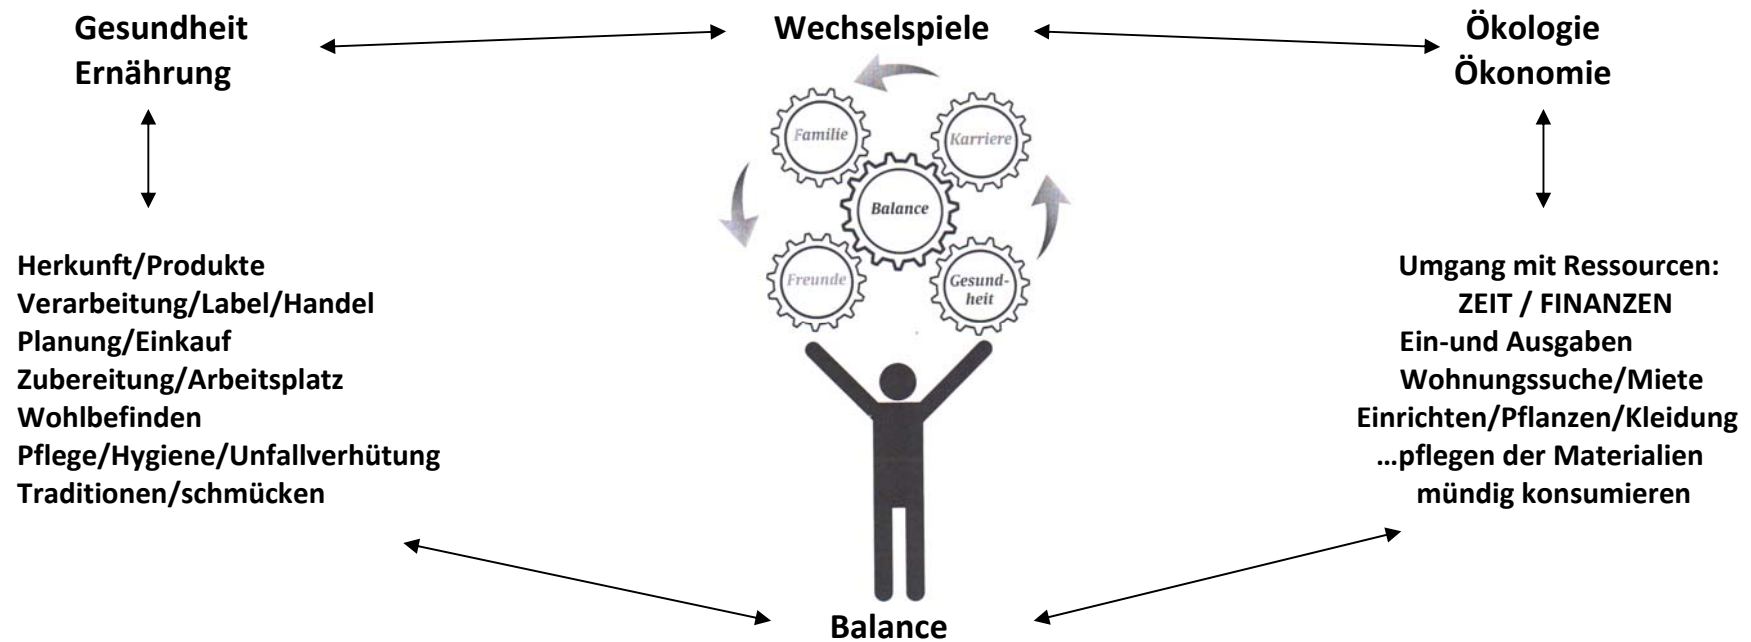 Gesundheit
Ernährung
Wechselspiele
Ökologie
Ökonomie
Familie
Karriere
Balance
Freunde
Gesund-
heit
Herkunft/Produkte
Verarbeitung/Label/Handel
Planung/Einkauf
Zubereitung/Arbeitsplatz
Wohlbefinden
Pflege/Hygiene/Unfallverhütung
Traditionen/schmücken
Umgang mit Ressourcen:
ZEIT / FINANZEN
Ein-und Ausgaben
Wohnungssuche/Miete
Einrichten/Pflanzen/Kleidung
...pflegen der Materialien
mündig konsumieren
Balance